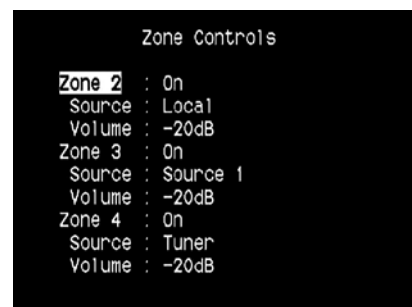 Zone Controls
Zone 2 : On
Source : Local
Volume : -20dB
Zone 3 : On
Source : Source 1
Volume : -20dB
Zone 4 : On
Source : Tuner
Volume : -20dB